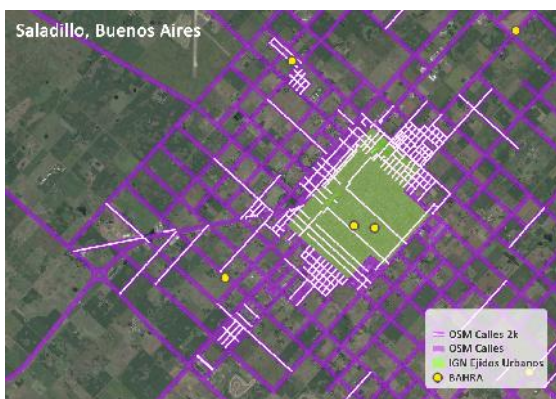 Saladillo, Buenos Aires
OSM Calles 2k
OSM Calles
IGN Ejidos Urbanos
BAHRA